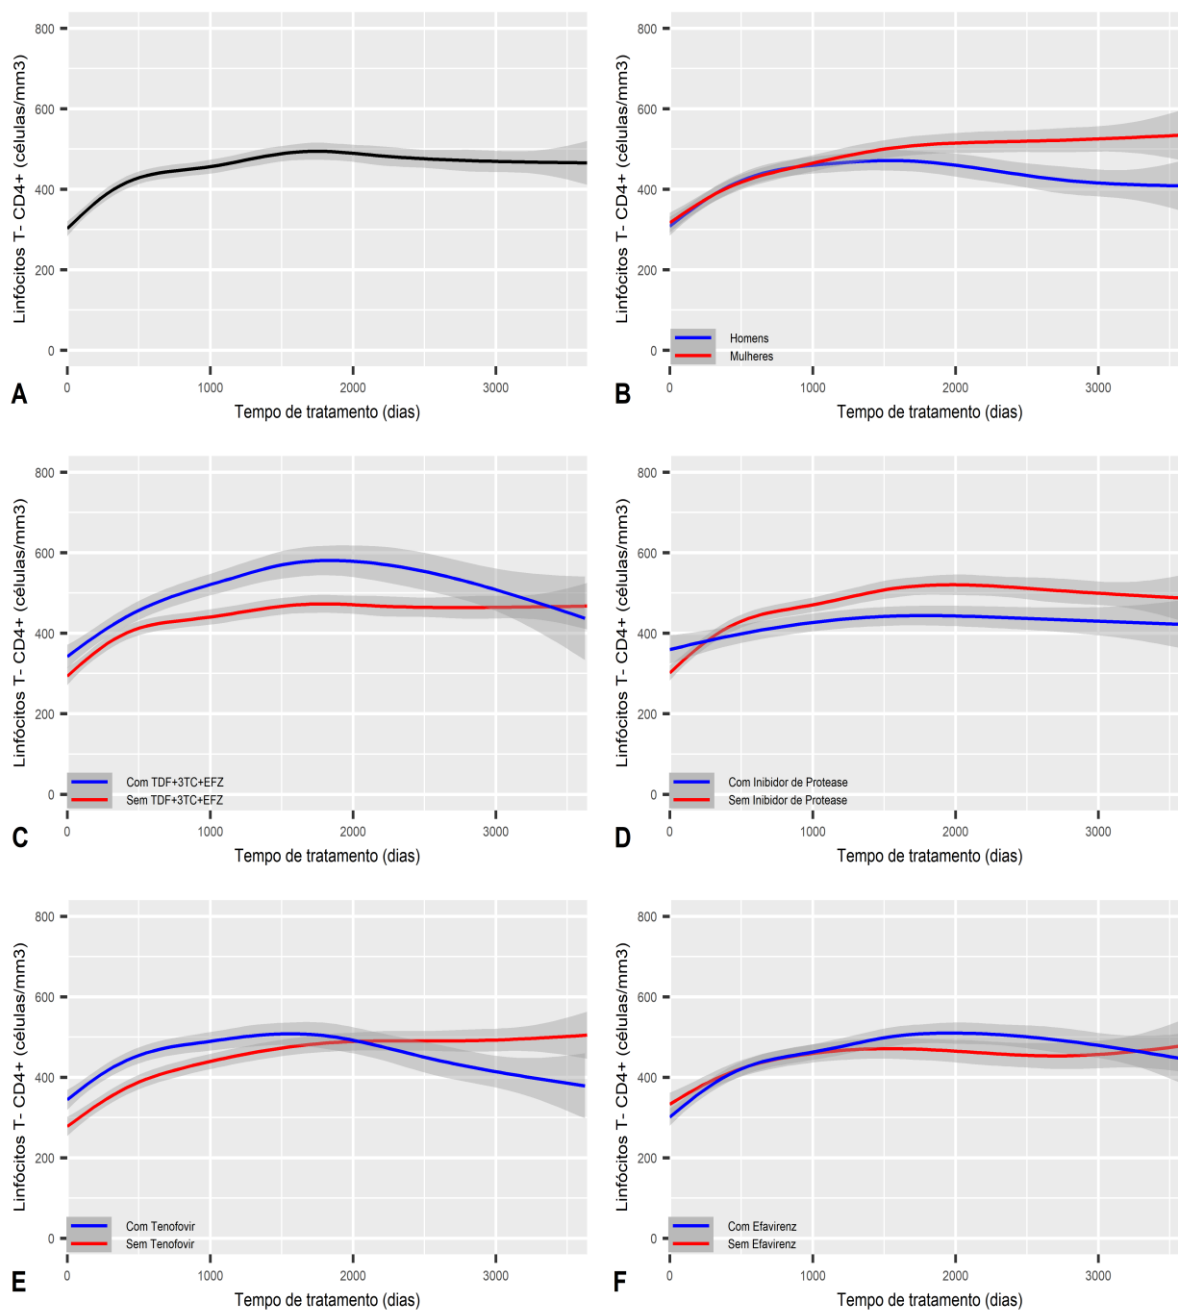 Linfócitos T- CD4+ (células/mm3)
800
600
400
200
0
0 1000 2000 3000
Tempo de tratamento (dias)
A
Linfócitos T- CD4+ (células/mm3)
800
600
400
200
0
Homens
Mulheres
0 1000 2000 3000
Tempo de tratamento (dias)
B
Linfócitos T- CD4+ (células/mm3)
800
600
400
200
0
Com TDF+3TC+EFZ
Sem TDF+3TC+EFZ
0 1000 2000 3000
Tempo de tratamento (dias)
C
Linfócitos T- CD4+ (células/mm3)
800
600
400
200
0
Com Inibidor de Protease
Sem Inibidor de Protease
0 1000 2000 3000
Tempo de tratamento (dias)
D
Linfócitos T- CD4+ (células/mm3)
800
600
400
200
0
Com Tenofovir
Sem Tenofovir
0 1000 2000 3000
Tempo de tratamento (dias)
E
Linfócitos T- CD4+ (células/mm3)
800
600
400
200
0
Com Efavirenz
Sem Efavirenz
0 1000 2000 3000
Tempo de tratamento (dias)
F